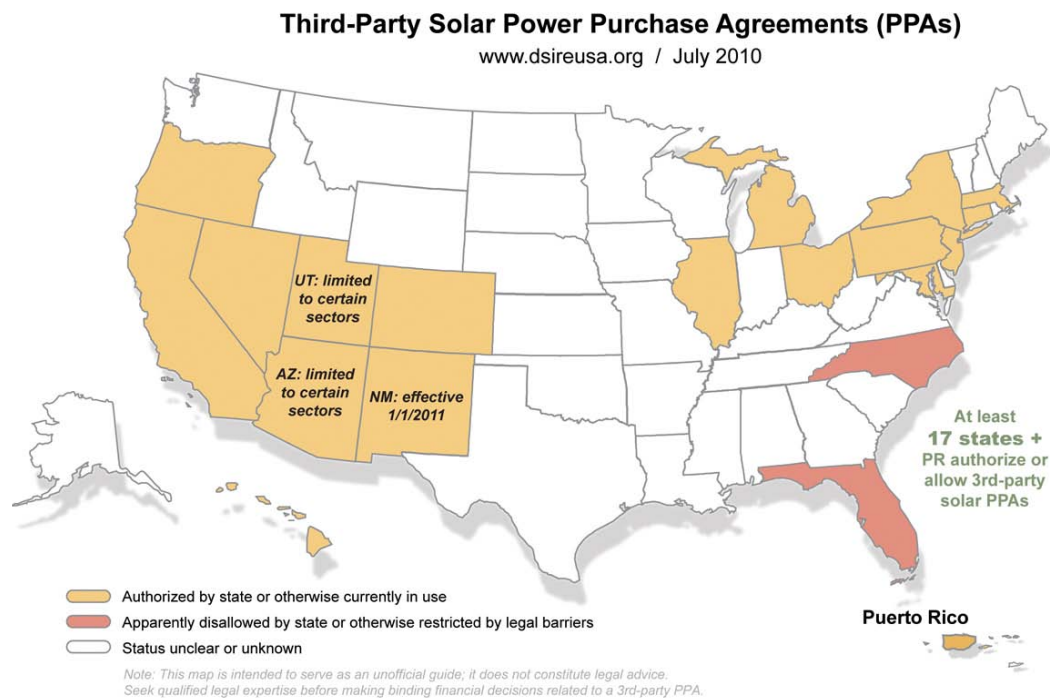 Third-Party Solar Power Purchase Agreements (PPAs)
www.dsireusa.org / July 2010
UT: limited
to certain
sectors
AZ: limited
to certain
sectors
NM: effective
1/1/2011
At least
17 states +
PR authorize or
allow 3rd-party
solar PPAs
Authorized by state or otherwise currently in use
Apparently disallowed by state or otherwise restricted by legal barriers
Status unclear or unknown
Puerto Rico
Note: This map is intended to serve as an unofficial guide; it does not constitute legal advice.
Seek qualified legal expertise before making binding financial decisions related to a 3rd-party PPA.